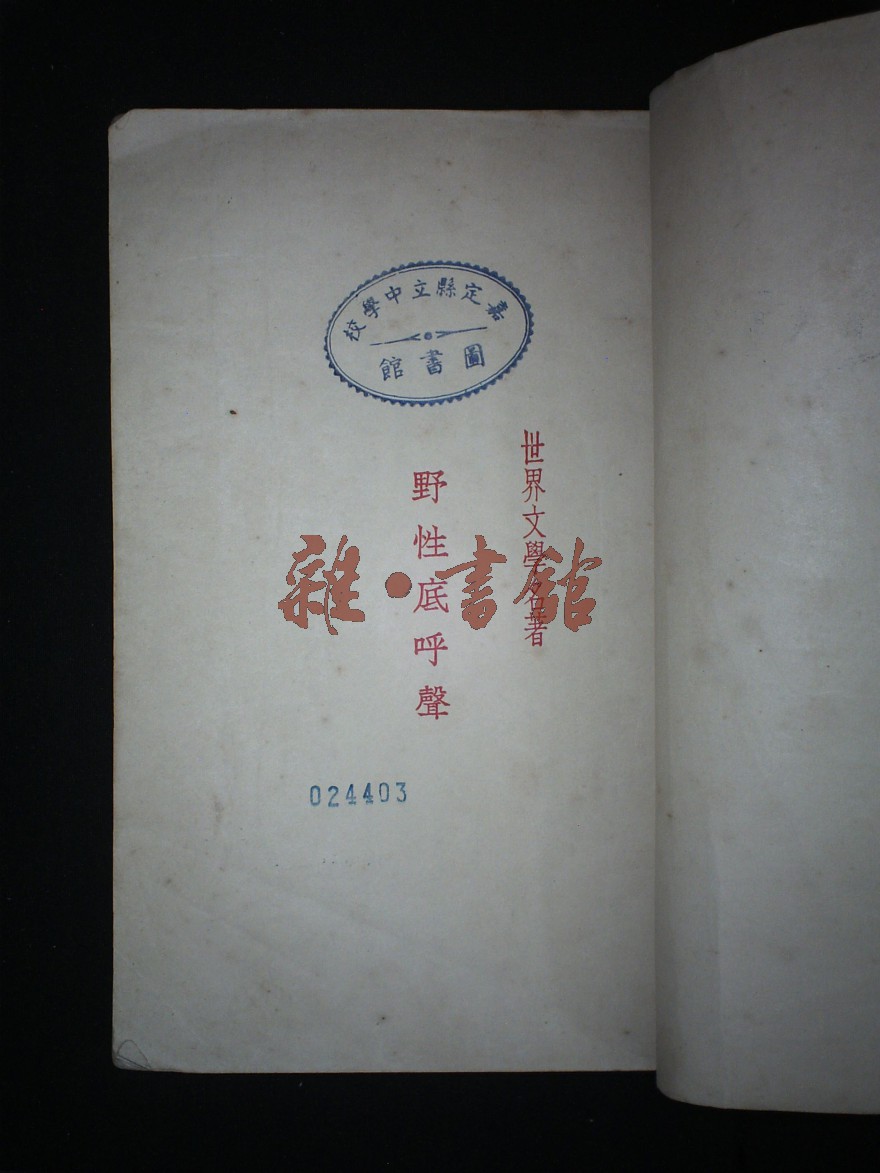 嘉定縣立中學校
圖書館
世界文學名著
野性底呼聲
雜·書館
024403